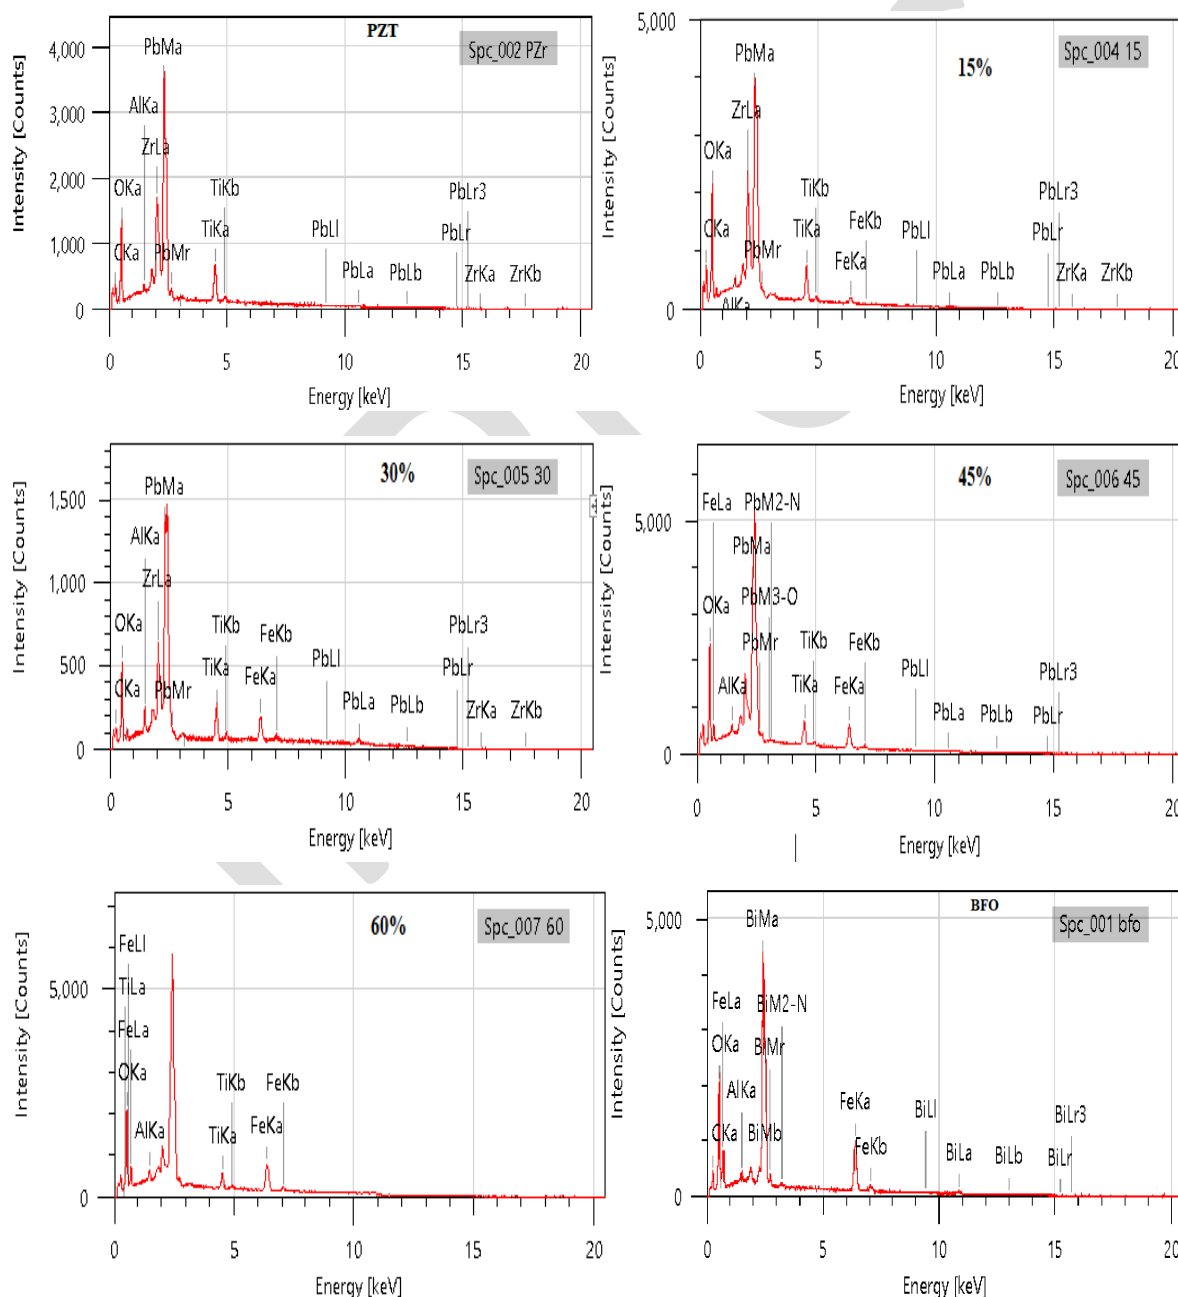 PZT
Spc_002 PZr
Intensity [Counts]
4,000
3,000
2,000
1,000
0
PbMa
AlKa
ZrLa
OKa
CKa
PbMr
TiKb
TiKa
PbLl
PbLa
PbLb
PbLr3
PbLr
ZrKa
ZrKb
0 5 10 15 20
Energy [keV]
15%
Spc_004 15
Intensity [Counts]
5,000
0
PbMa
ZrLa
OKa
CKa
PbMr
AlKa
TiKb
TiKa
FeKb
FeKa
PbLl
PbLa
PbLb
PbLr3
PbLr
ZrKa
ZrKb
0 5 10 15 20
Energy [keV]
30%
Spc_005 30
Intensity [Counts]
1,500
1,000
500
0
PbMa
AlKa
ZrLa
OKa
CKa
PbMr
TiKb
TiKa
FeKb
FeKa
PbLl
PbLa
PbLb
PbLr3
PbLr
ZrKa
ZrKb
0 5 10 15 20
Energy [keV]
45%
Spc_006 45
Intensity [Counts]
5,000
0
FeLa
PbM2-N
PbMa
OKa
PbM3-O
PbMr
AlKa
TiKb
TiKa
FeKb
FeKa
PbLl
PbLa
PbLb
PbLr3
PbLr
0 5 10 15 20
Energy [keV]
60%
Spc_007 60
Intensity [Counts]
5,000
0
FeLl
TiLa
FeLa
OKa
AlKa
TiKb
TiKa
FeKb
FeKa
0 5 10 15 20
Energy [keV]
BFO
Spc_001 bfo
Intensity [Counts]
5,000
0
BiMa
FeLa
BiM2-N
OKa
BiMr
AlKa
CKa
BiMb
FeKa
FeKb
BiLl
BiLa
BiLb
BiLr3
BiLr
0 5 10 15 20
Energy [keV]